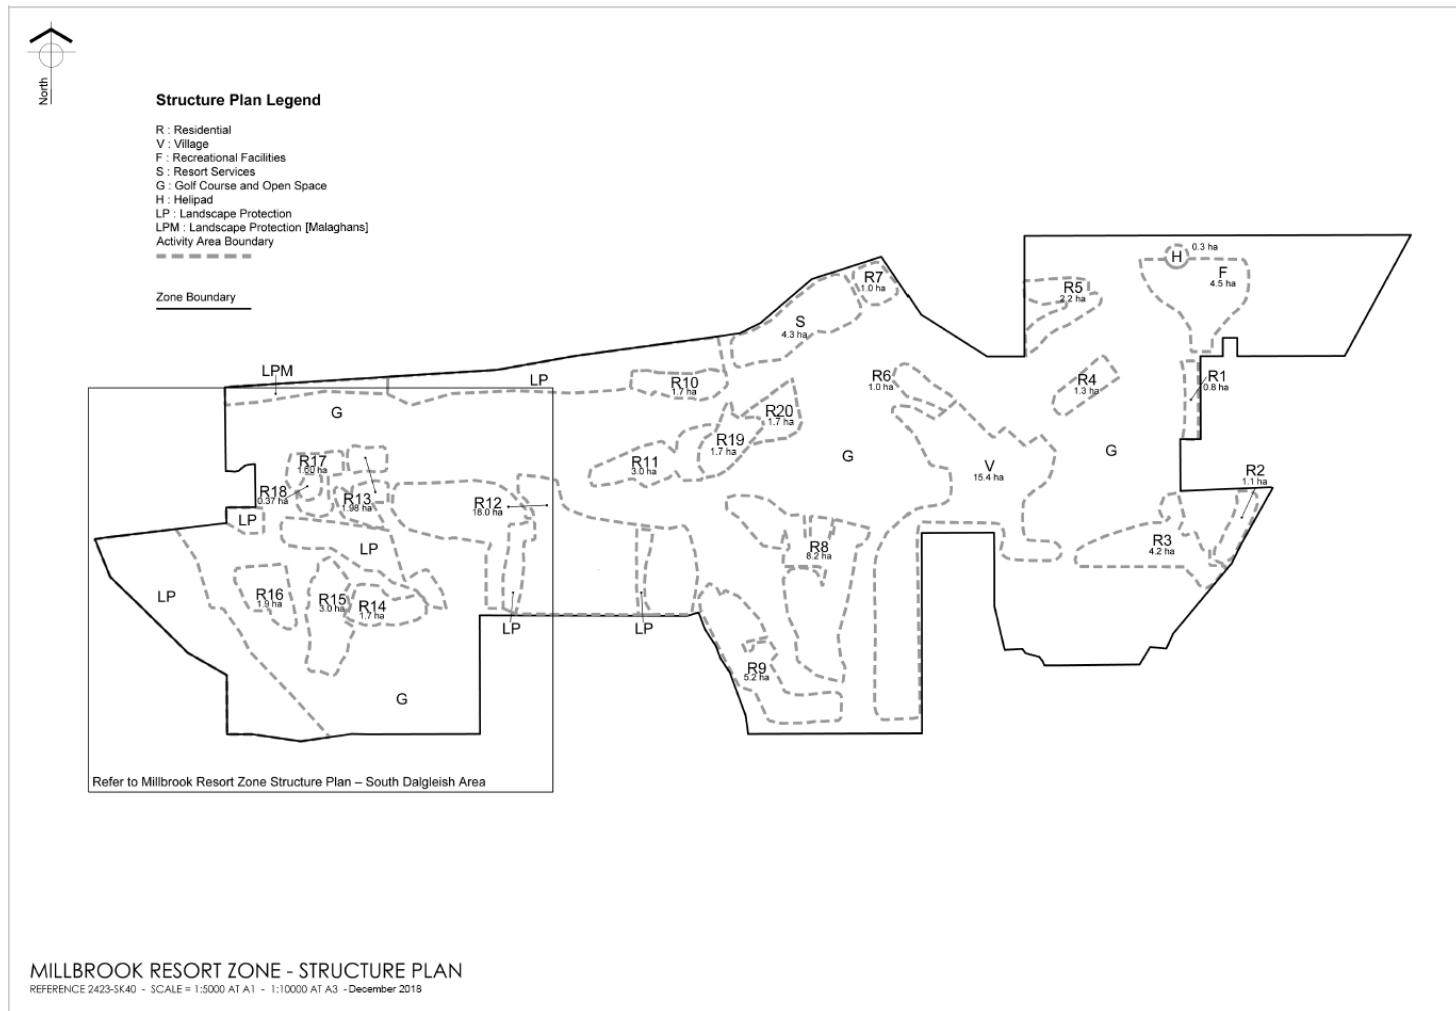 North
Structure Plan Legend
R : Residential
V : Village
F : Recreational Facilities
S : Resort Services
G : Golf Course and Open Space
H : Helipad
LP : Landscape Protection
LPM : Landscape Protection [Malaghans]
Activity Area Boundary
Zone Boundary
H
0.3 ha
F
4.5 ha
R7
1.0 ha
R5
2.2 ha
S
4.3 ha
LPM
LP
R10
1.7 ha
R6
1.0 ha
R4
1.3 ha
R1
0.8 ha
G
R20
1.7 ha
R19
1.7 ha
G
G
R17
1.60 ha
R11
3.0 ha
V
15.4 ha
R2
1.1 ha
R18
0.37 ha
R13
1.98 ha
R12
18.0 ha
LP
LP
R8
8.2 ha
R3
4.2 ha
LP
R16
1.9 ha
R15
3.0 ha
R14
1.7 ha
LP
LP
R9
5.2 ha
G
Refer to Millbrook Resort Zone Structure Plan – South Dalgleish Area
MILLBROOK RESORT ZONE - STRUCTURE PLAN
REFERENCE 2423-SK40 - SCALE = 1:5000 AT A1 - 1:10000 AT A3 - December 2018